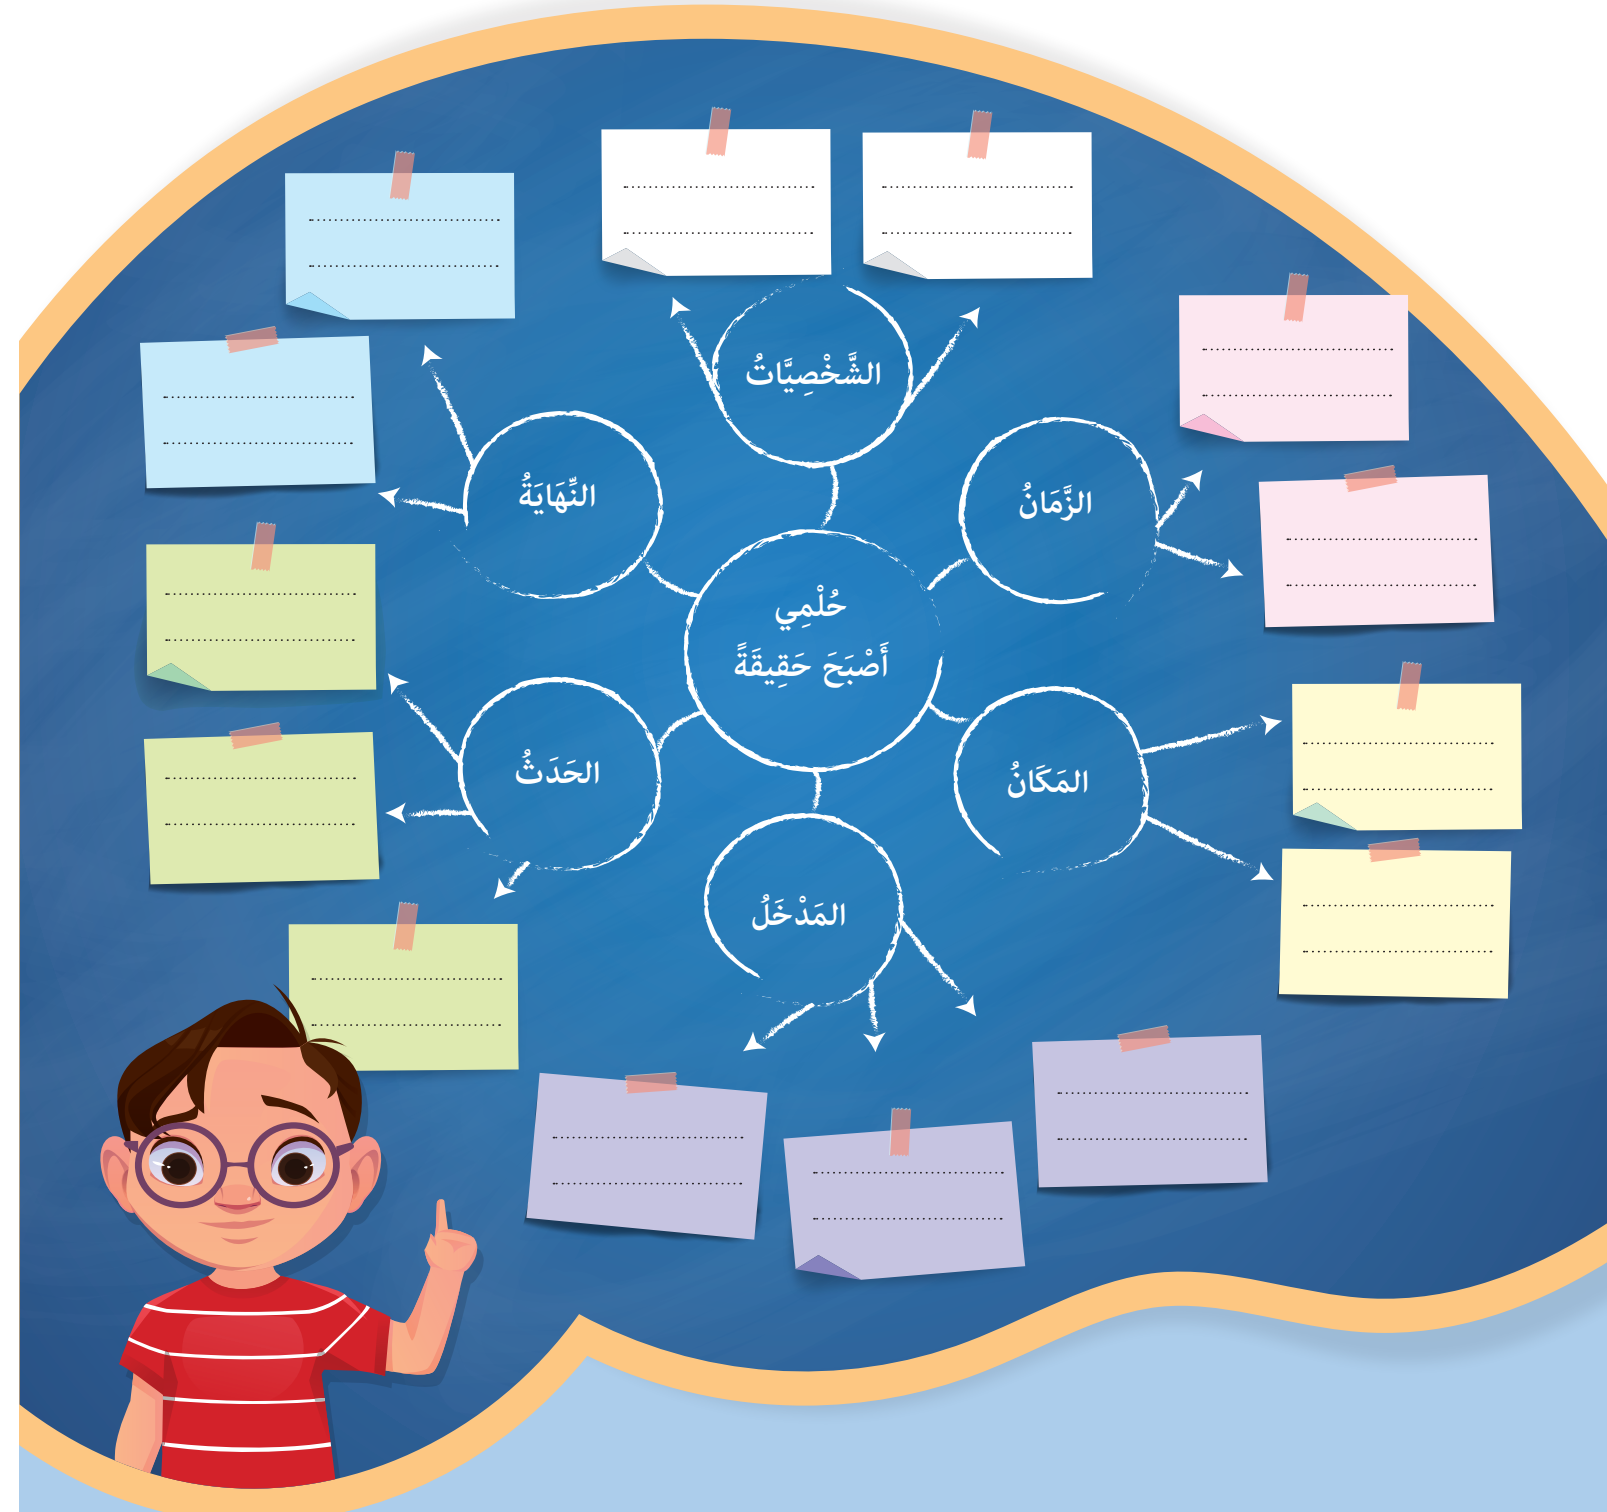 الشَّخْصِيَّاتُ
الزَّمَانُ
النِّهَايَةُ
حُلْمِي
أَصْبَحَ حَقِيقَةً
المَكَانُ
الحَدَثُ
المَدْخَلُ